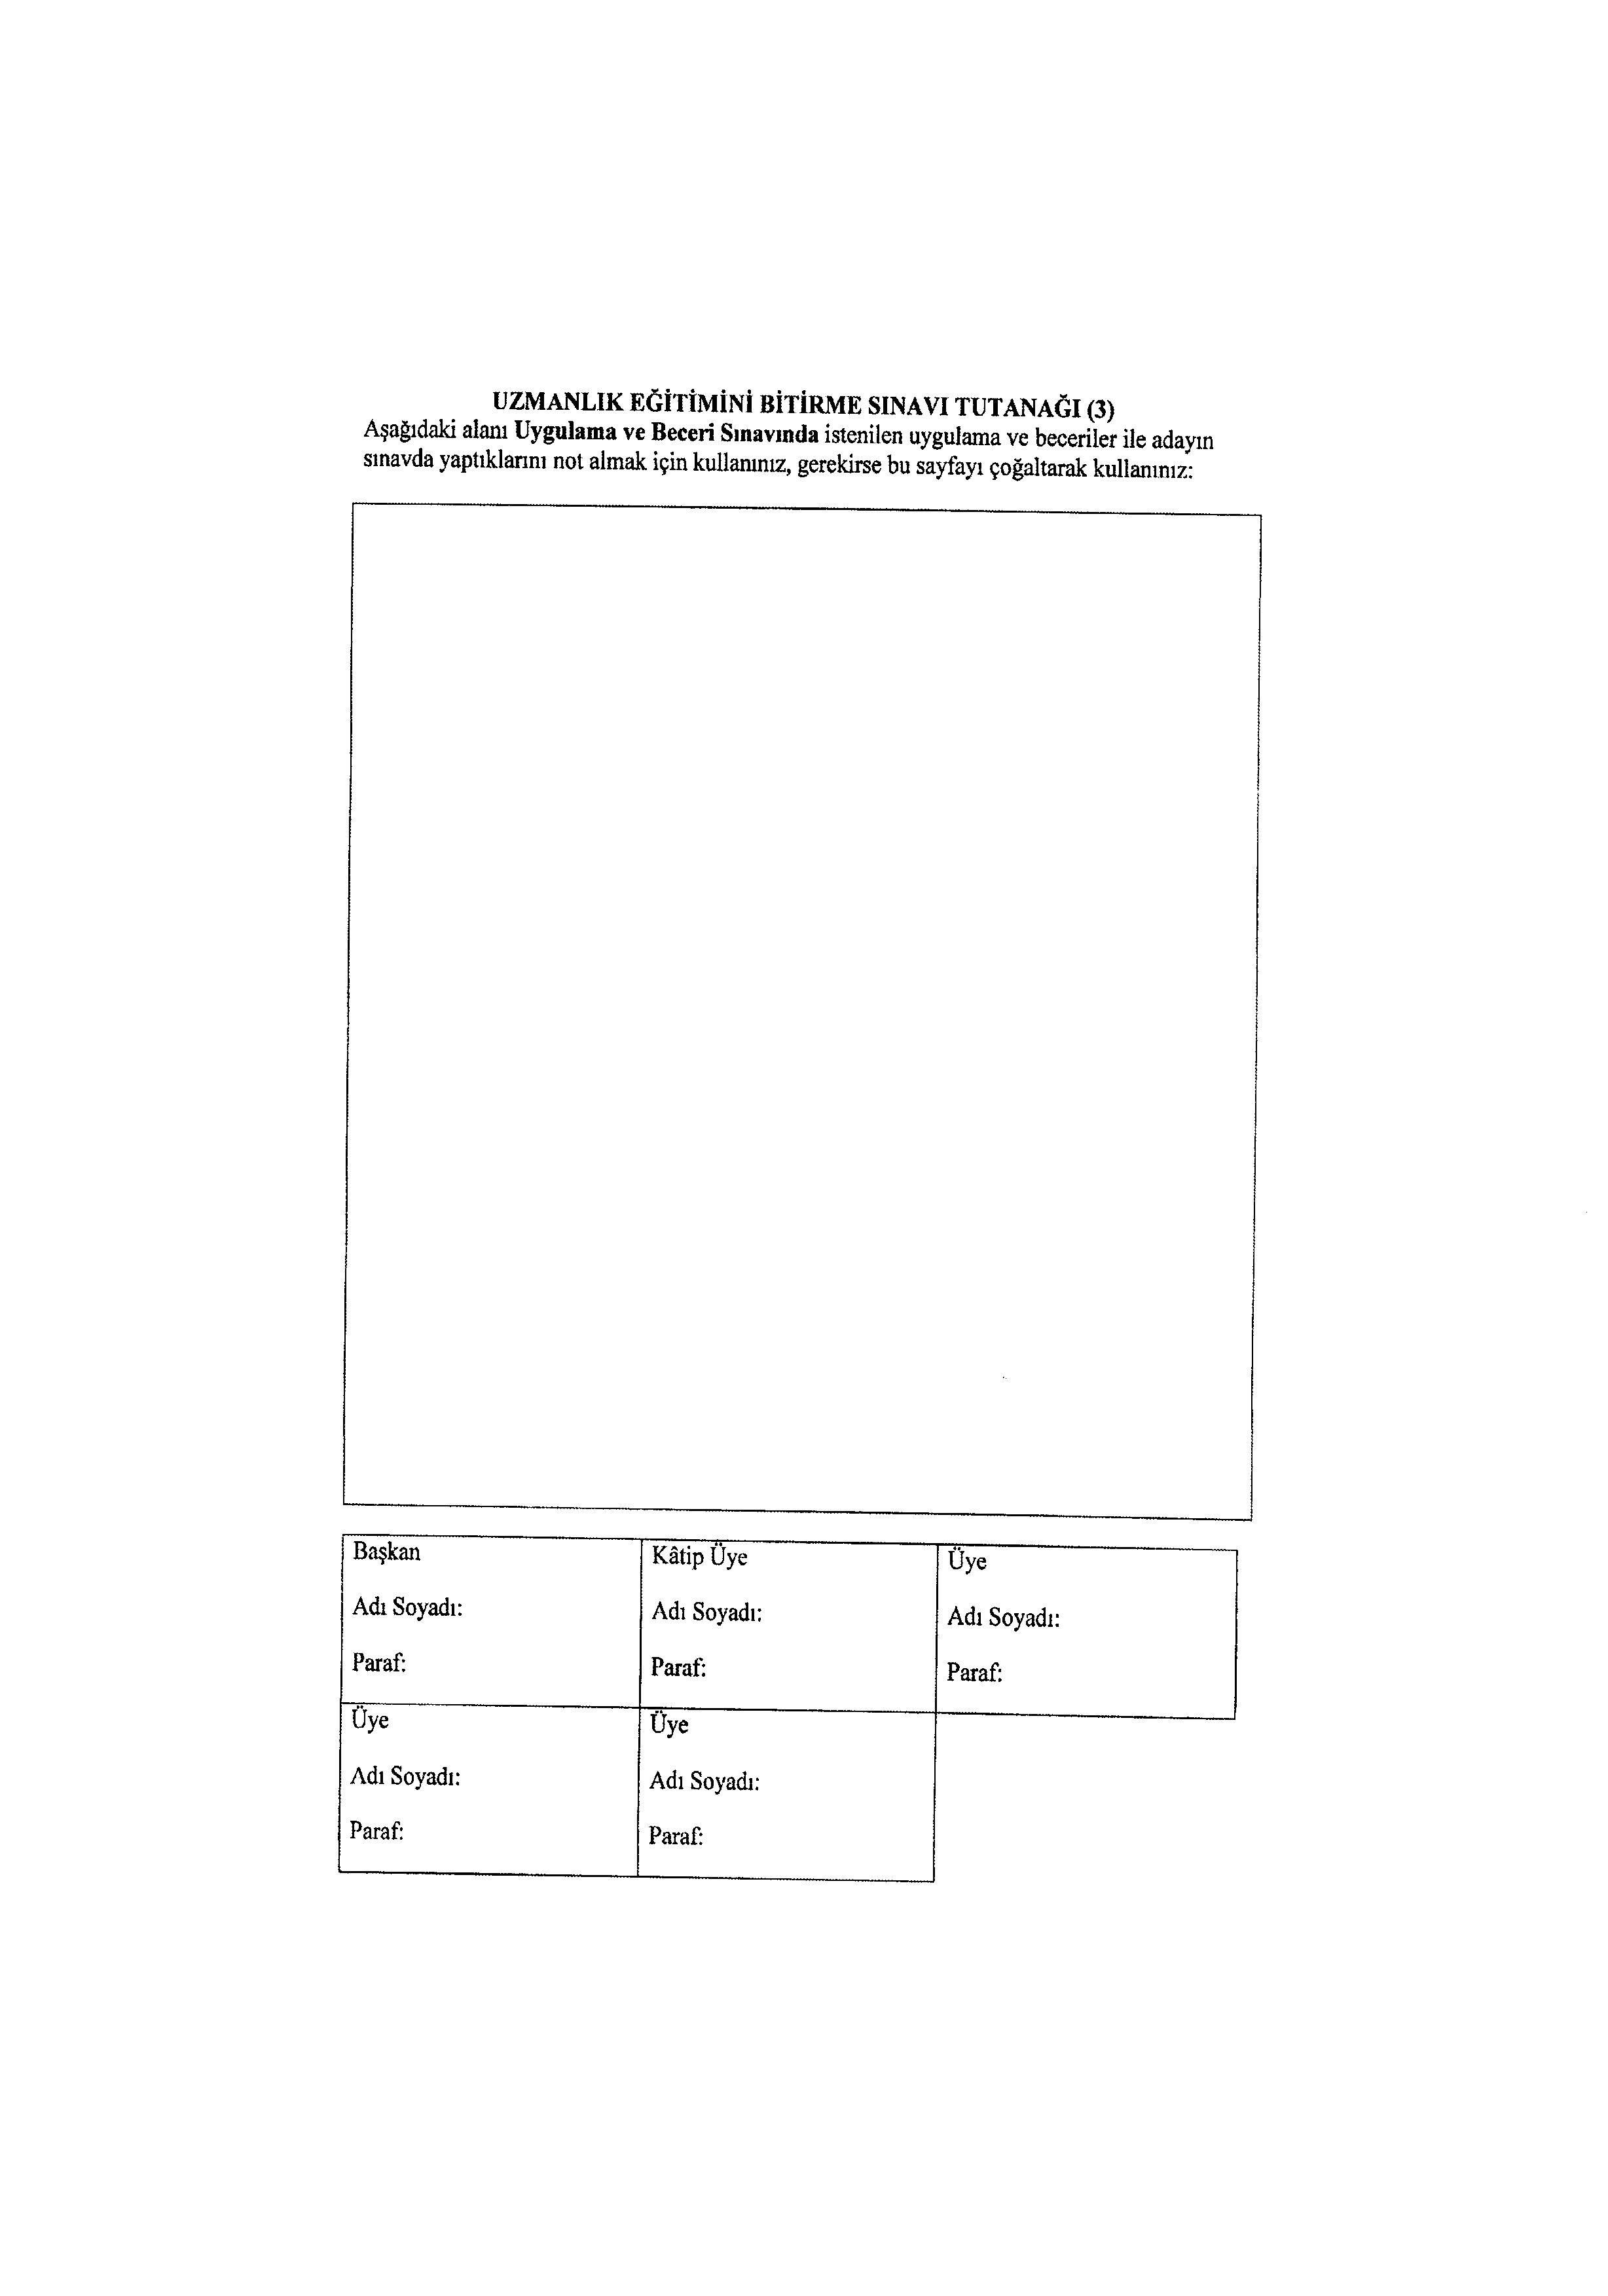 UZMANLIK EĞİTİMİNİ BİTİRME SINAVI TUTANAĞI (3)
Aşağıdaki alanı Uygulama ve Beceri Sınavında istenilen uygulama ve beceriler ile adayın
sınavda yaptıklarını not almak için kullanınız, gerekirse bu sayfayı çoğaltarak kullanınız:
Başkan
Adı Soyadı:
Paraf:
Kâtip Üye
Adı Soyadı:
Paraf:
Üye
Adı Soyadı:
Paraf:
Üye
Adı Soyadı:
Paraf:
Üye
Adı Soyadı:
Paraf: